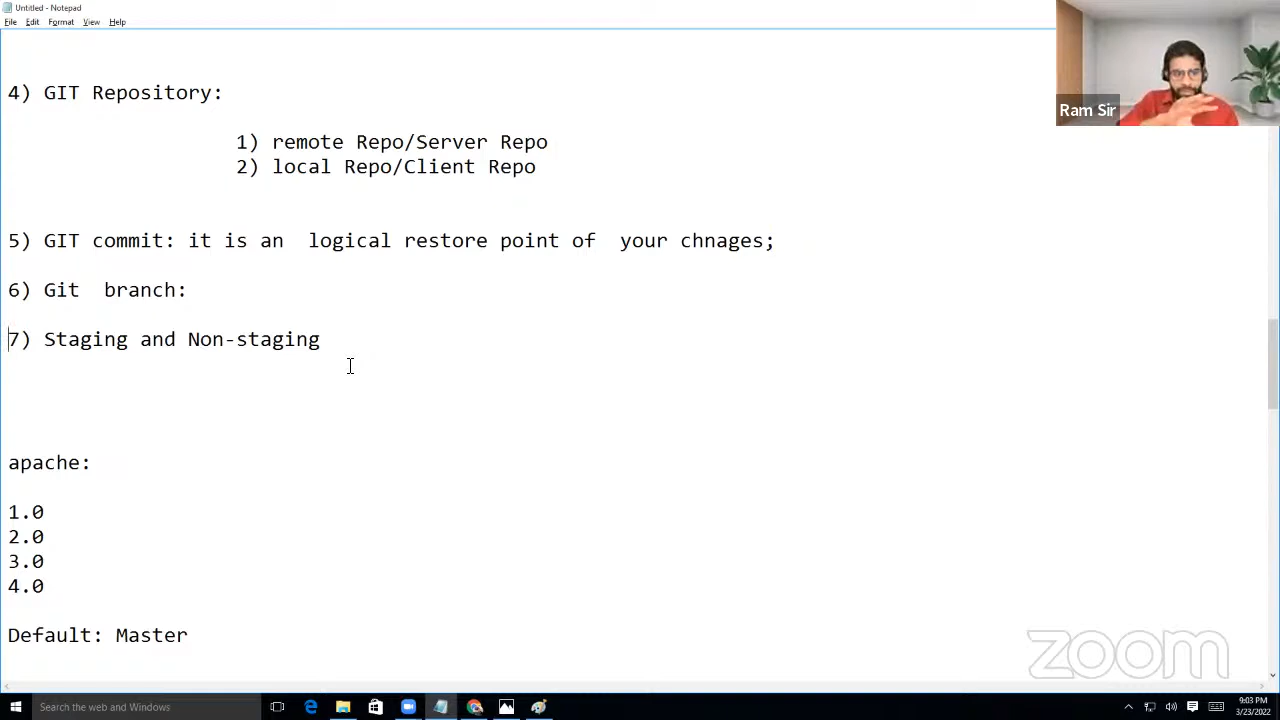 Untitled - Notepad
File Edit Format View Help
Ram Sir
4) GIT Repository:
1) remote Repo/Server Repo
2) local Repo/Client Repo
5) GIT commit: it is an  logical restore point of  your chnages;
6) Git  branch:
7) Staging and Non-staging
apache:
1.0
2.0
3.0
4.0
Default: Master
zoom
Search the web and Windows
9:03 PM
3/23/2022